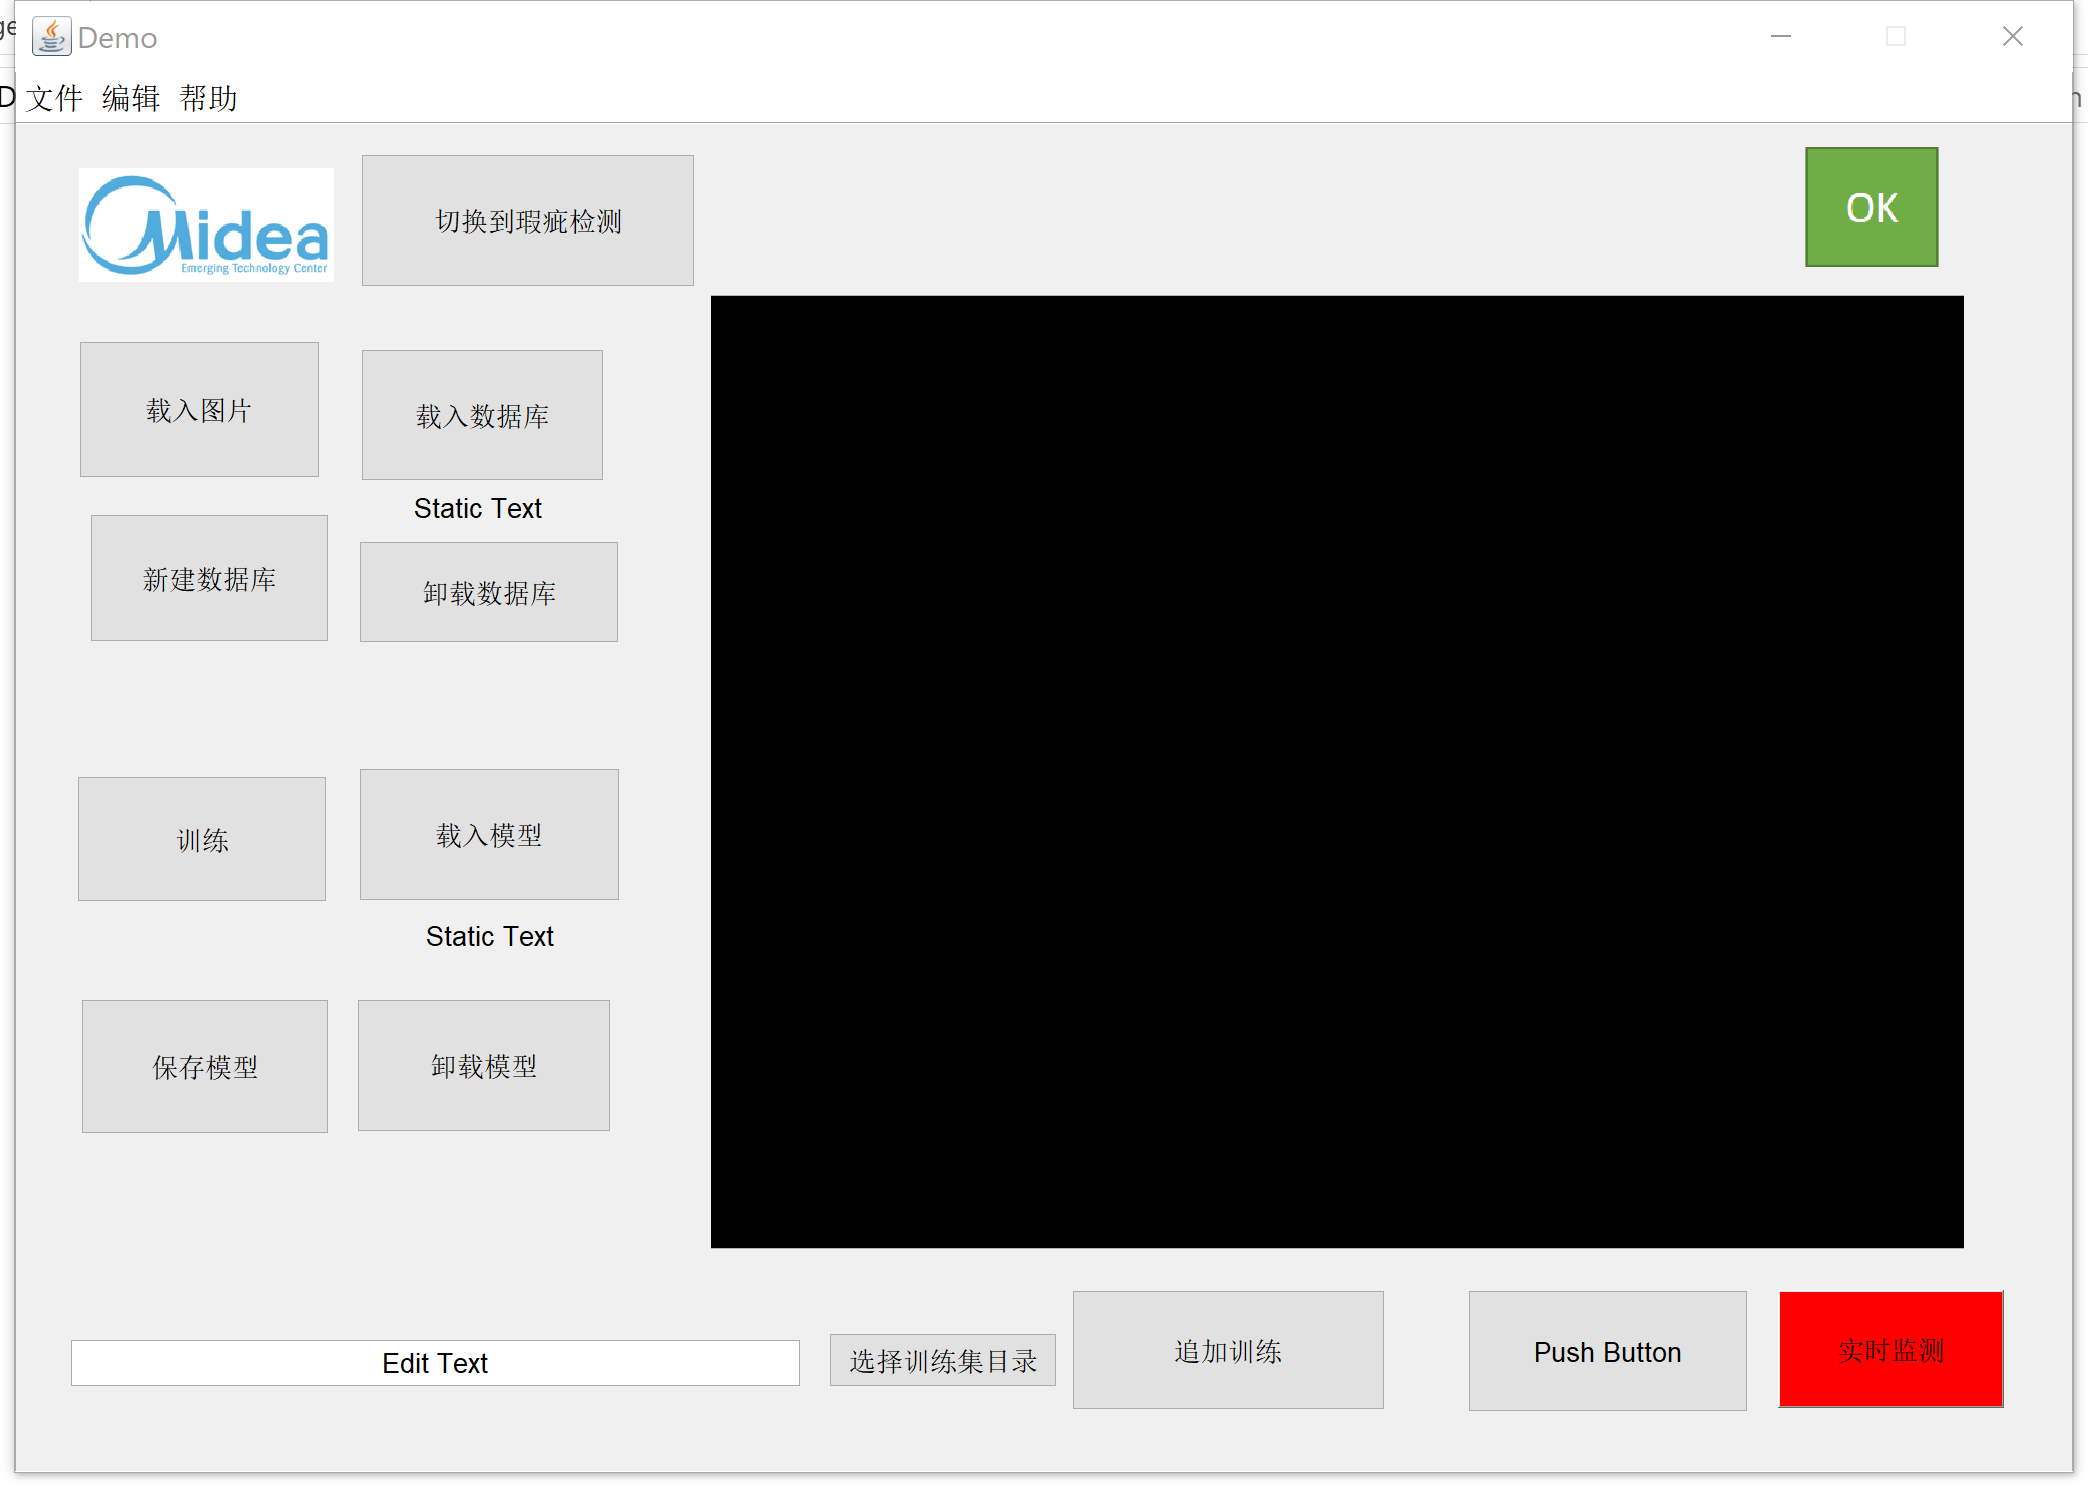 Demo
文件 编辑 帮助
Midea
Emerging Technology Center
切换到瑕疵检测
OK
载入图片
载入数据库
Static Text
新建数据库
卸载数据库
训练
载入模型
Static Text
保存模型
卸载模型
Edit Text
选择训练集目录
追加训练
Push Button
实时监测